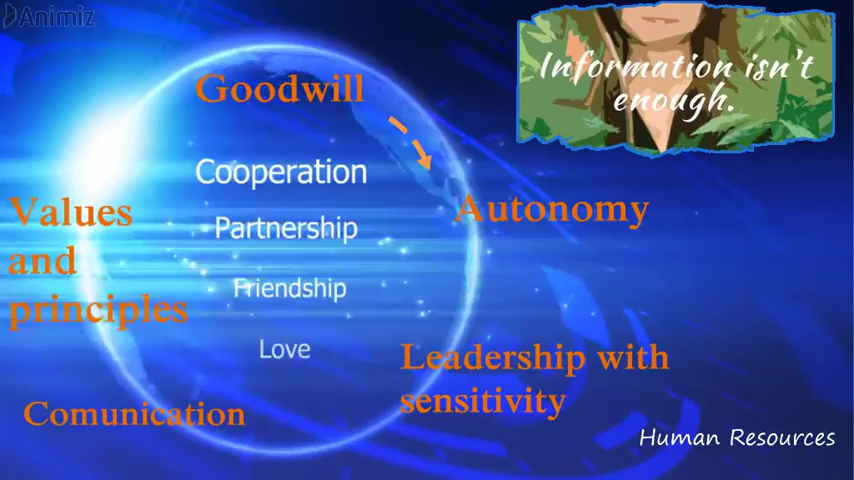 Animiz
Information isn't
enough.
Goodwill
Cooperation
Partnership
Friendship
Love
Autonomy
Values
and
principles
Leadership with
sensitivity
Comunication
Human Resources